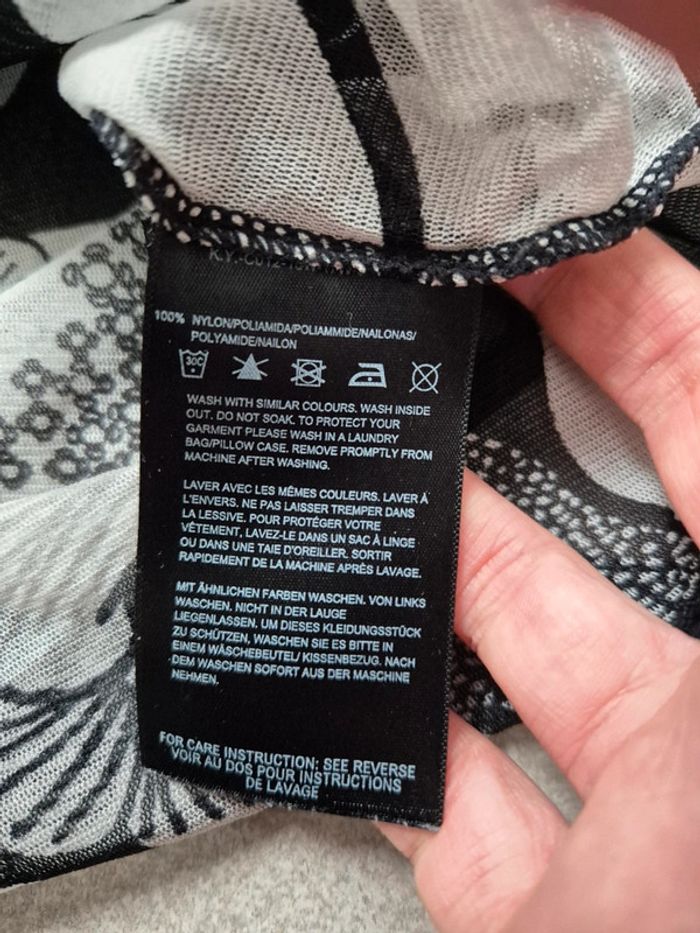 100% NYLON/POLIAMIDA/POLIAMMIDE/NAILONAS/
POLYAMIDE/NAILON
30C
WASH WITH SIMILAR COLOURS. WASH INSIDE
OUT. DO NOT SOAK. TO PROTECT YOUR
GARMENT PLEASE WASH IN A LAUNDRY
BAG/PILLOW CASE. REMOVE PROMPTLY FROM
MACHINE AFTER WASHING.
LAVER AVEC LES MÊMES COULEURS. LAVER À
L'ENVERS. NE PAS LAISSER TREMPER DANS
LA LESSIVE. POUR PROTÉGER VOTRE
VÊTEMENT, LAVEZ-LE DANS UN SAC À LINGE
OU DANS UNE TAIE D'OREILLER. SORTIR
RAPIDEMENT DE LA MACHINE APRÈS LAVAGE.
MIT ÄHNLICHEN FARBEN WASCHEN. VON LINKS
WASCHEN. NICHT IN DER LAUGE
LIEGENLASSEN. UM DIESES KLEIDUNGSSTÜCK
ZU SCHÜTZEN, WASCHEN SIE ES BITTE IN
EINEM WÄSCHEBEUTEL/ KISSENBEZUG. NACH
DEM WASCHEN SOFORT AUS DER MASCHINE
NEHMEN.
FOR CARE INSTRUCTION: SEE REVERSE
VOIR AU DOS POUR INSTRUCTIONS
DE LAVAGE